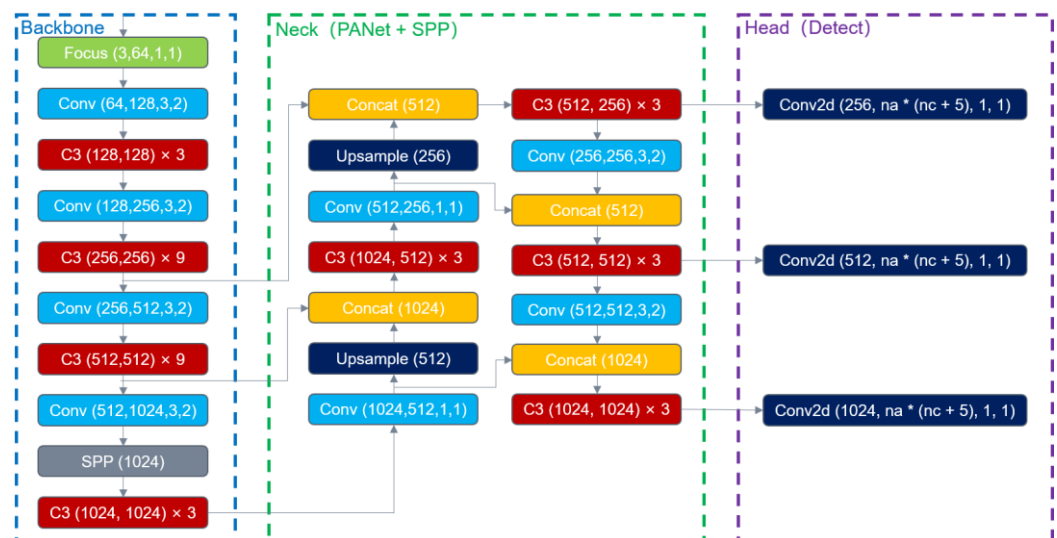 Backbone
Focus (3,64,1,1)
Conv (64,128,3,2)
C3 (128,128) × 3
Conv (128,256,3,2)
C3 (256,256) × 9
Conv (256,512,3,2)
C3 (512,512) × 9
Conv (512,1024,3,2)
SPP (1024)
C3 (1024, 1024) × 3
Neck (PANet + SPP)
Concat (512)
Upsample (256)
Conv (512,256,1,1)
C3 (1024, 512) × 3
Concat (1024)
Upsample (512)
Conv (1024,512,1,1)
C3 (512, 256) × 3
Conv (256,256,3,2)
Concat (512)
C3 (512, 512) × 3
Conv (512,512,3,2)
Concat (1024)
C3 (1024, 1024) × 3
Head (Detect)
Conv2d (256, na * (nc + 5), 1, 1)
Conv2d (512, na * (nc + 5), 1, 1)
Conv2d (1024, na * (nc + 5), 1, 1)